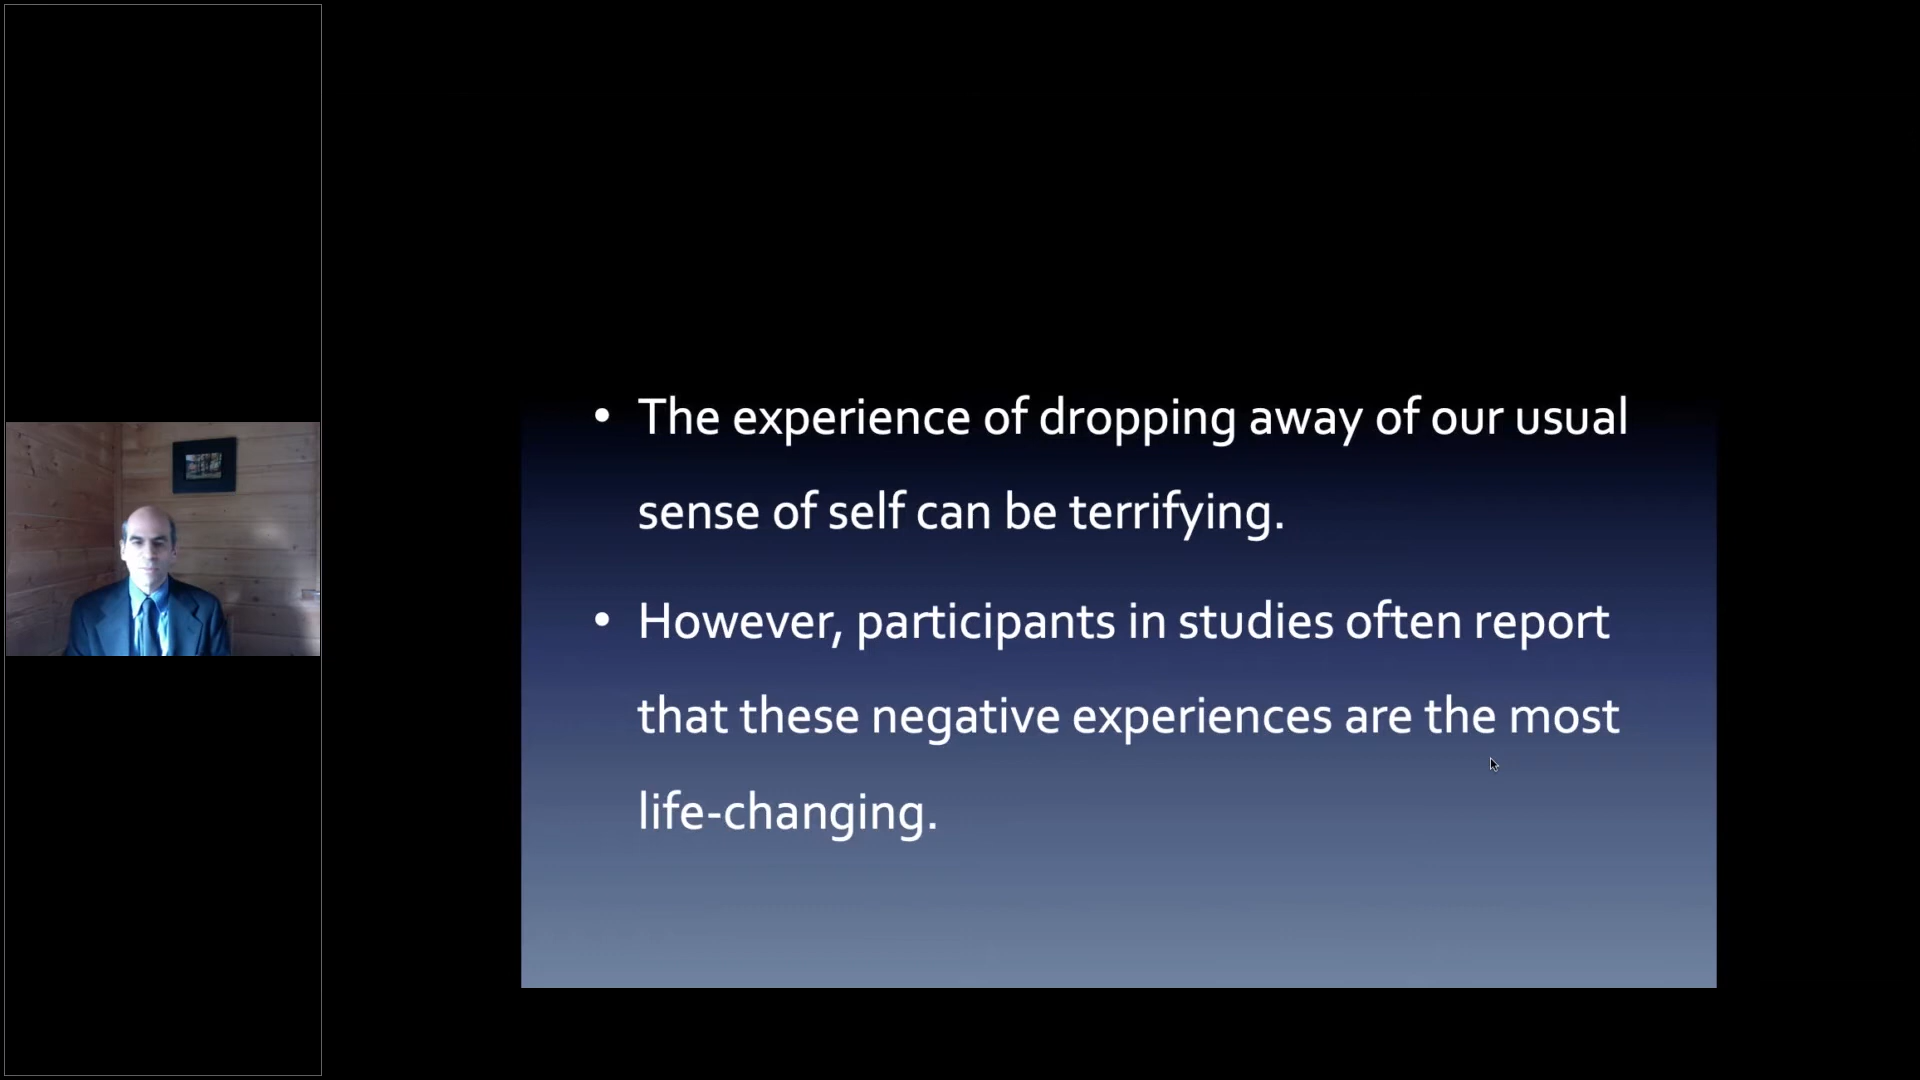 • The experience of dropping away of our usual
sense of self can be terrifying.
• However, participants in studies often report
that these negative experiences are the most
life-changing.